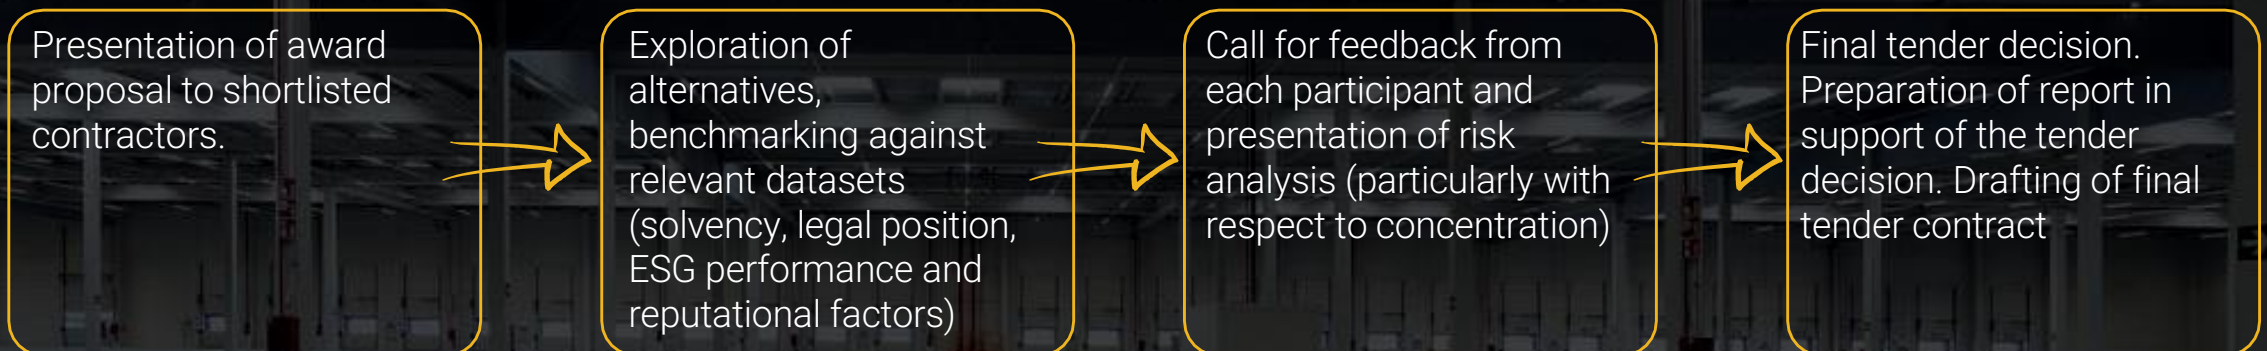 Presentation of award
proposal to shortlisted
contractors.
Exploration of
alternatives,
benchmarking against
relevant datasets
(solvency, legal position,
ESG performance and
reputational factors)
Call for feedback from
each participant and
presentation of risk
analysis (particularly with
respect to concentration)
Final tender decision.
Preparation of report in
support of the tender
decision. Drafting of final
tender contract